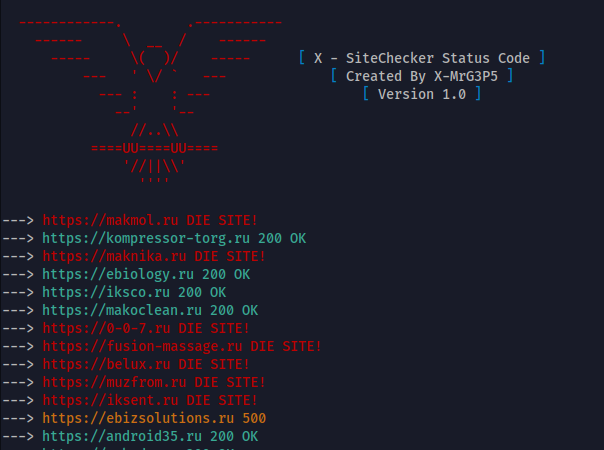 [ X - SiteChecker Status Code ]
[ Created By X-MrG3P5 ]
[ Version 1.0 ]
---> https://makmol.ru DIE SITE!
---> https://kompressor-torg.ru 200 OK
---> https://maknika.ru DIE SITE!
---> https://ebiology.ru 200 OK
---> https://iksco.ru 200 OK
---> https://makoclean.ru 200 OK
---> https://0-0-7.ru DIE SITE!
---> https://fusion-massage.ru DIE SITE!
---> https://belux.ru DIE SITE!
---> https://muzfrom.ru DIE SITE!
---> https://iksent.ru DIE SITE!
---> https://ebizsolutions.ru 500
---> https://android35.ru 200 OK